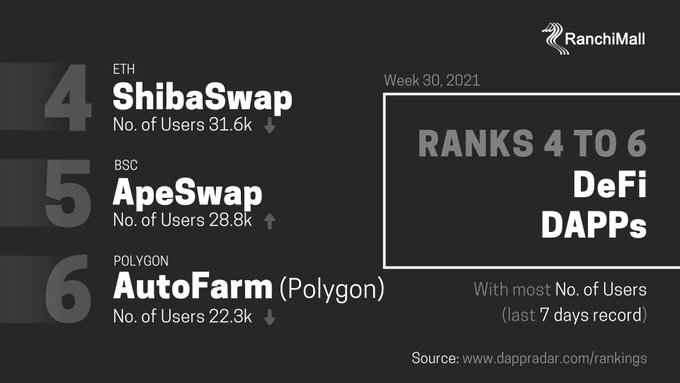 RanchiMall
4
ETH
ShibaSwap
No. of Users 31.6k
5
BSC
ApeSwap
No. of Users 28.8k
6
POLYGON
AutoFarm (Polygon)
No. of Users 22.3k
Week 30, 2021
RANKS 4 TO 6
DeFi
DAPPs
With most No. of Users
(last 7 days record)
Source: www.dappradar.com/rankings